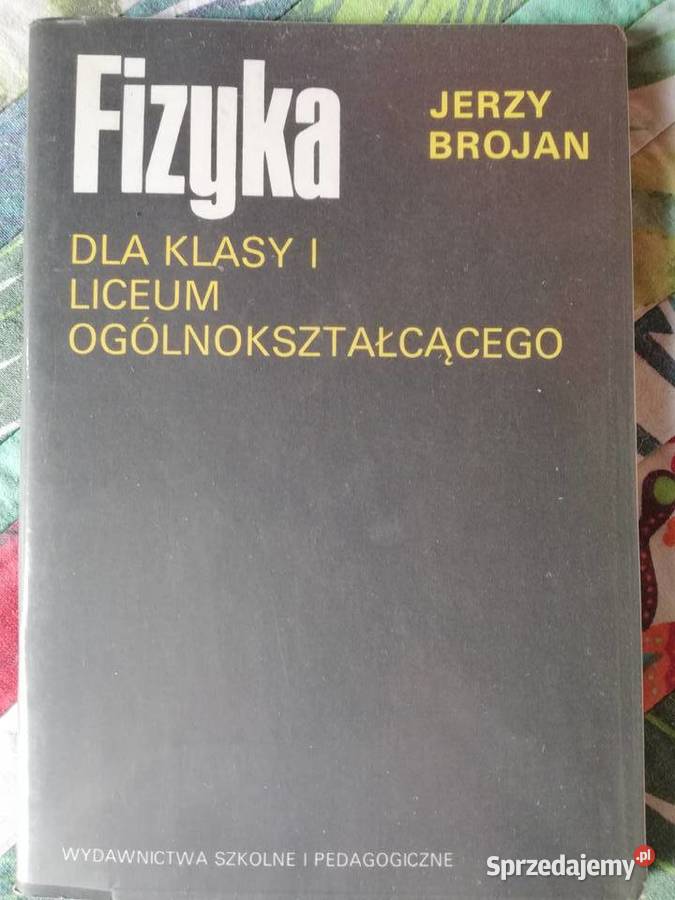 Fizyka
JERZY
BROJAN
DLA KLASY I
LICEUM
OGÓLNOKSZTAŁCĄCEGO
WYDAWNICTWA SZKOLNE I PEDAGOGICZNE
Sprzedajemy.pl